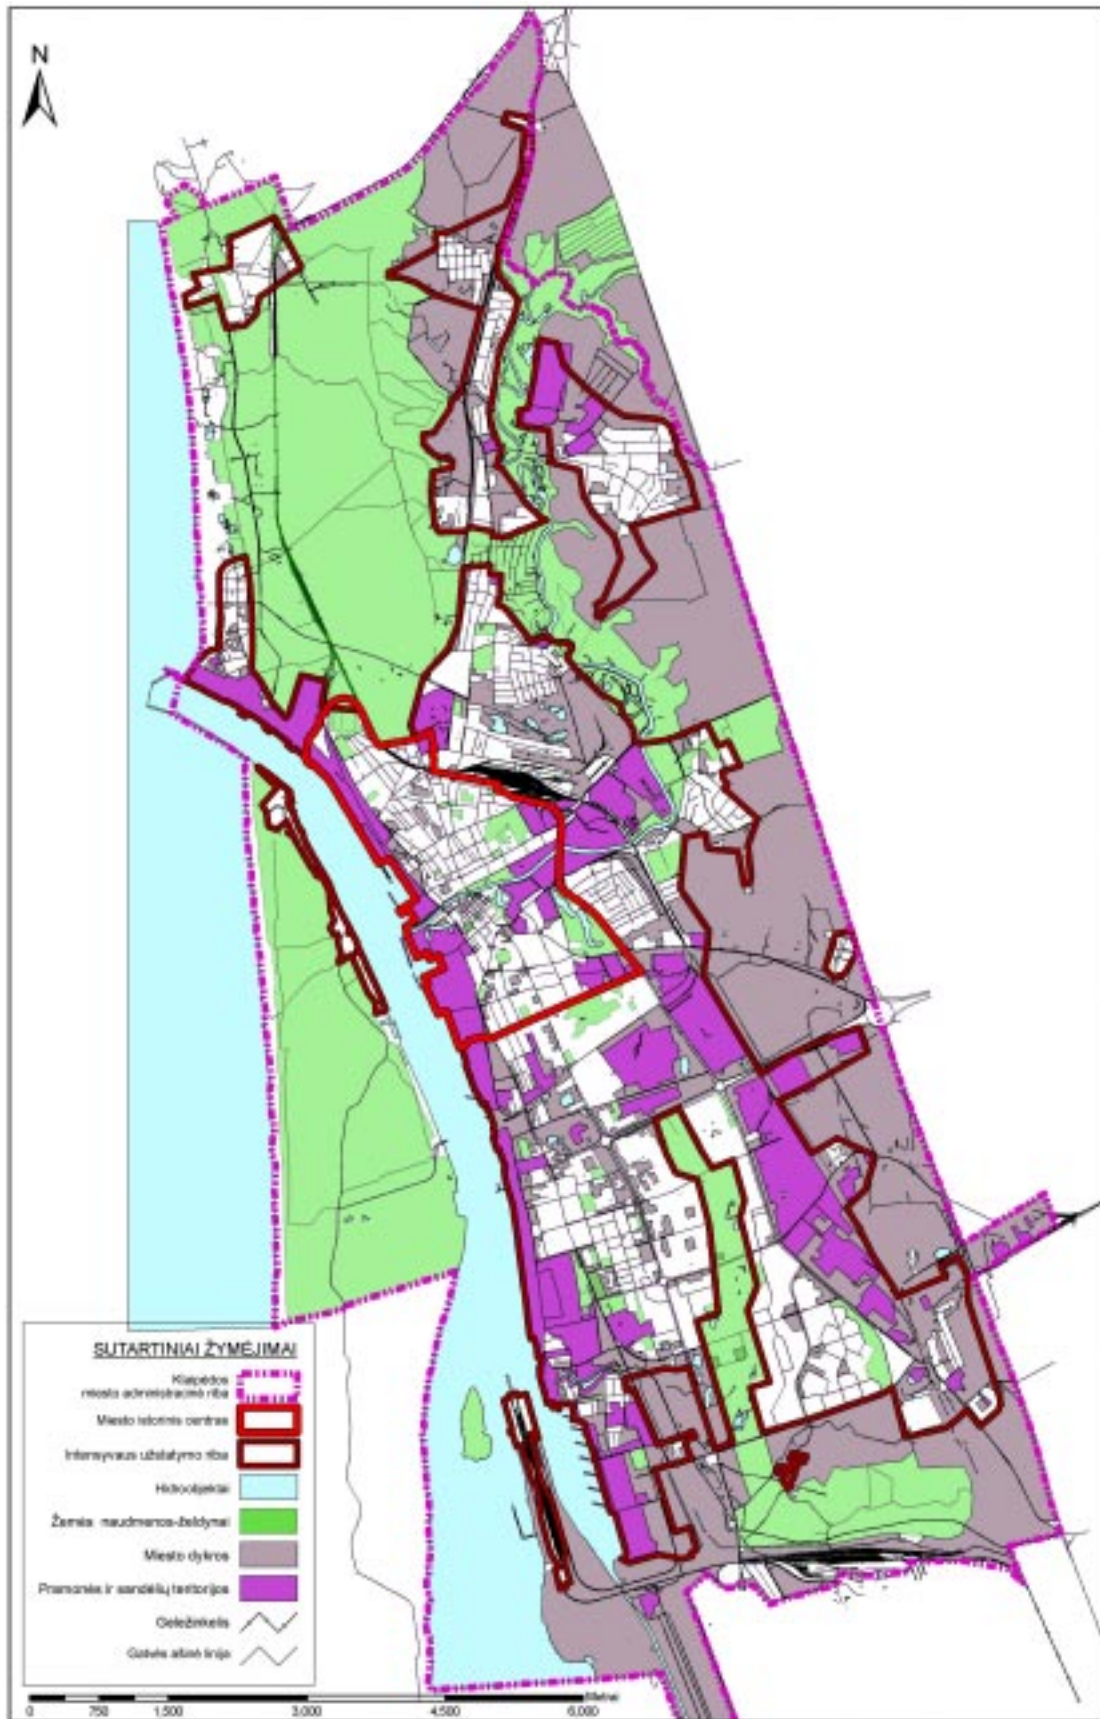 N
SUTARTINIAI ŽYMĖJIMAI
Klaipėdos
miesto administracinė riba
Miesto istorinis centras
Intensyvaus užstatymo riba
Hidroobjektai
Žemės naudmenos-želdynai
Miesto dykros
Pramonės ir sandėlių teritorijos
Geležinkelis
Gatvės ašinė linija
0 750 1,500 3,000 4,500 6,000 Metrai